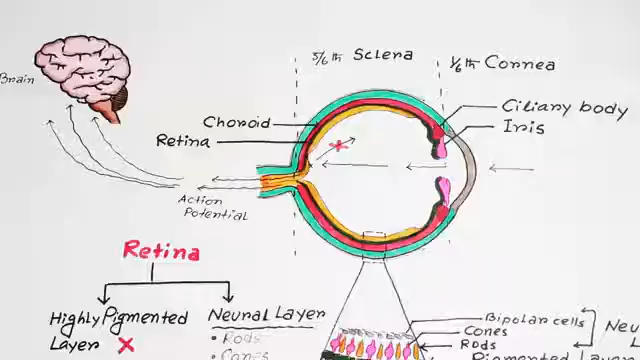 5/6th Sclera
1/6th Cornea
Brain
Choroid
Retina
Ciliary body
Iris
Action
Potential
Retina
Highly Pigmented
Layer
Neural Layer
• Rods
• Cones
Bipolar cells
Cones
Rods
Pigmented Layer